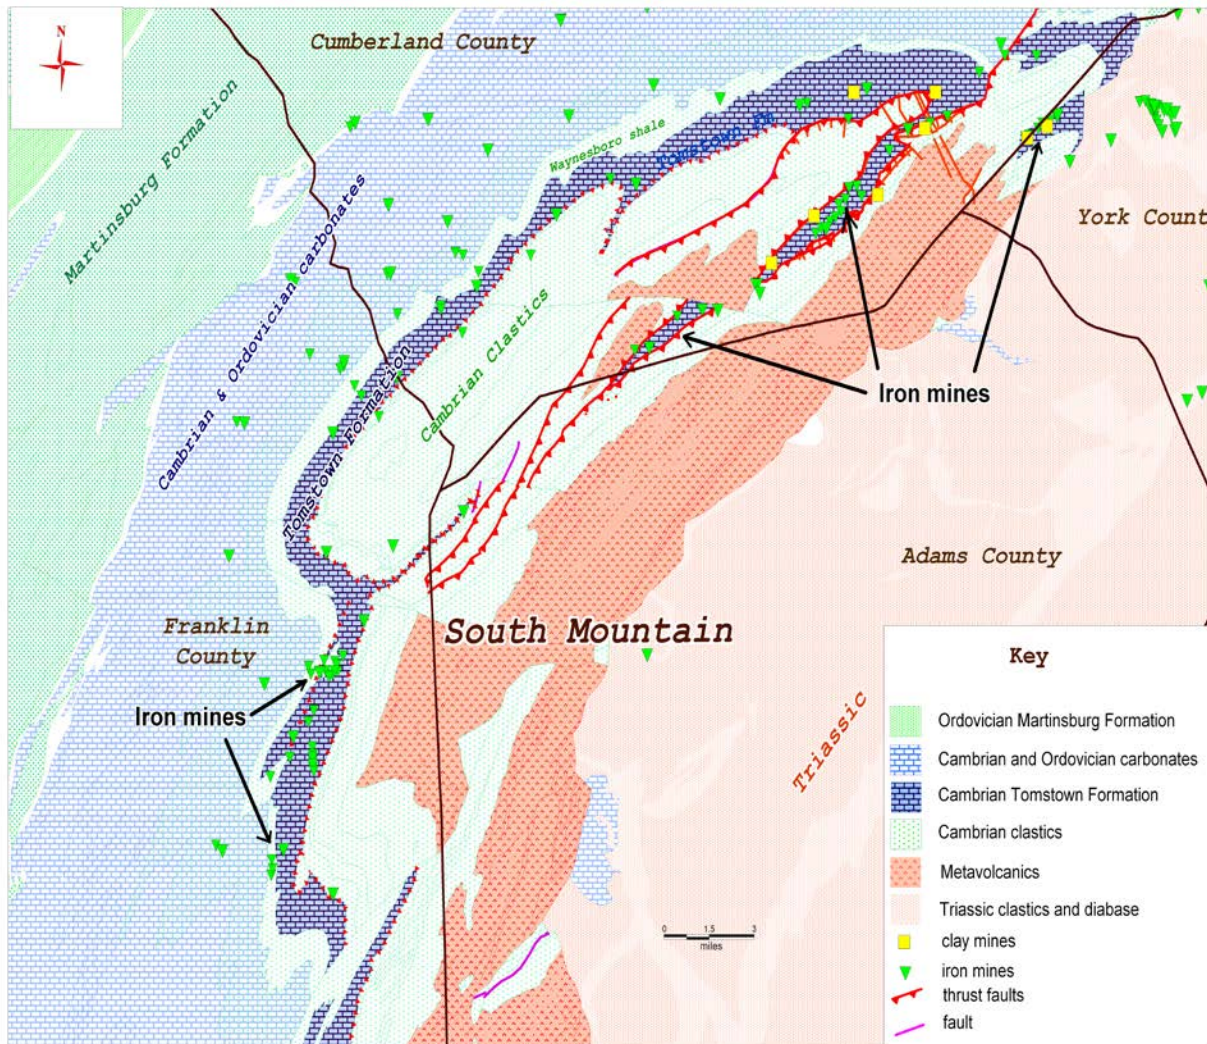 N
Cumberland County
Martinsburg Formation
Waynesboro shale
Tomstown Fm
Cambrian & Ordovician carbonates
York Count
Cambrian Clastics
Tomstown Formation
Iron mines
Adams County
Franklin
County
South Mountain
Iron mines
Triassic
0 1.5 3
miles
Key
Ordovician Martinsburg Formation
Cambrian and Ordovician carbonates
Cambrian Tomstown Formation
Cambrian clastics
Metavolcanics
Triassic clastics and diabase
clay mines
iron mines
thrust faults
fault